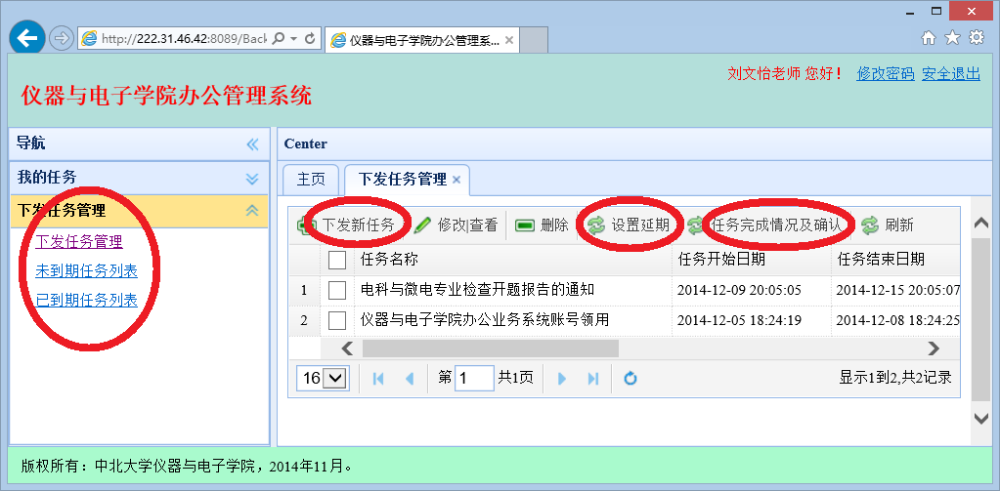 http://222.31.46.42:8089/Back
仪器与电子学院办公管理系...
刘文怡老师 您好！ 修改密码 安全退出
仪器与电子学院办公管理系统
导航
Center
我的任务
主页 下发任务管理
下发任务管理
下发新任务 修改|查看 删除 设置延期 任务完成情况及确认 刷新
下发任务管理
任务名称 任务开始日期 任务结束日期
未到期任务列表
1 电科与微电专业检查开题报告的通知 2014-12-09 20:05:05 2014-12-15 20:05:07
已到期任务列表
2 仪器与电子学院办公业务系统账号领用 2014-12-05 18:24:19 2014-12-08 18:24:25
16 第 1 共1页 显示1到2,共2记录
版权所有：中北大学仪器与电子学院，2014年11月。